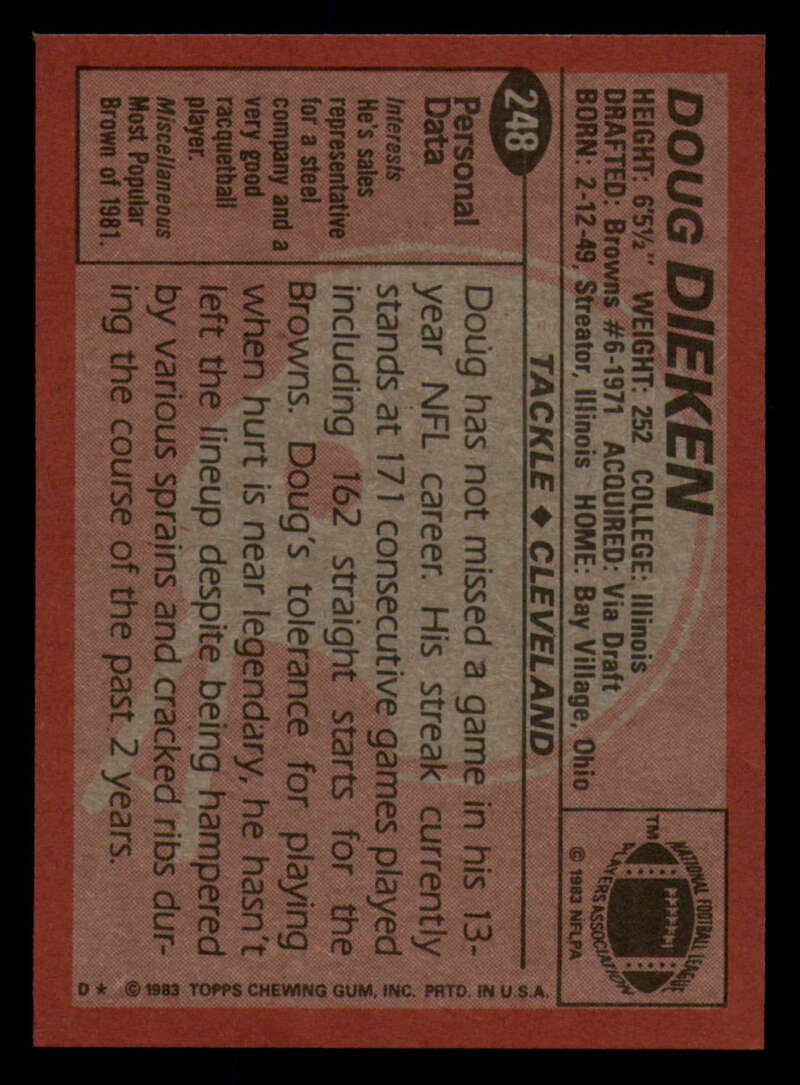 DOUG DIEKEN
HEIGHT: 6'5½" WEIGHT: 252 COLLEGE: Illinois
DRAFTED: Browns #6-1971 ACQUIRED: Via Draft
BORN: 2-12-49, Streator, Illinois HOME: Bay Village, Ohio
TM
NATIONAL FOOTBALL LEAGUE
PLAYERS ASSOCIATION
© 1983 NFLPA
248
TACKLE ♦ CLEVELAND
Personal
Data
Interests
He's sales
representative
for a steel
company and a
very good
racquetball
player.
Miscellaneous
Most Popular
Brown of 1981.
Doug has not missed a game in his 13-
year NFL career. His streak currently
stands at 171 consecutive games played
including 162 straight starts for the
Browns. Doug's tolerance for playing
when hurt is near legendary, he hasn't
left the lineup despite being hampered
by various sprains and cracked ribs dur-
ing the course of the past 2 years.
D* © 1983 TOPPS CHEWING GUM, INC. PRTD. IN U.S.A.